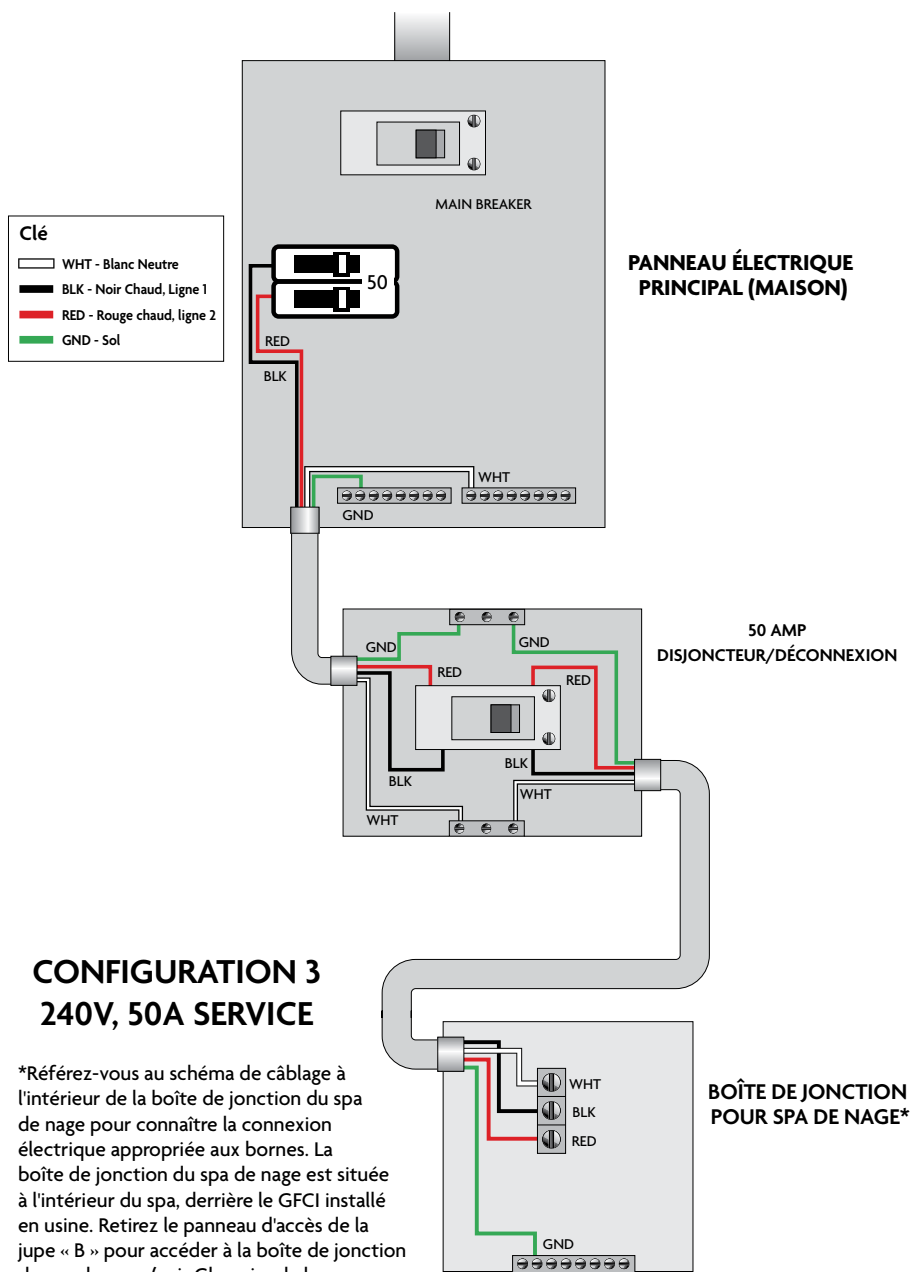 MAIN BREAKER
Clé
WHT - Blanc Neutre
BLK - Noir Chaud, Ligne 1
RED - Rouge chaud, ligne 2
GND - Sol
50
RED
BLK
WHT
GND
PANNEAU ÉLECTRIQUE
PRINCIPAL (MAISON)
50 AMP
DISJONCTEUR/DÉCONNEXION
GND
GND
RED
RED
BLK
BLK
WHT
WHT
CONFIGURATION 3
240V, 50A SERVICE
*Référez-vous au schéma de câblage à
l'intérieur de la boîte de jonction du spa
de nage pour connaître la connexion
électrique appropriée aux bornes. La
boîte de jonction du spa de nage est située
à l'intérieur du spa, derrière le GFCI installé
en usine. Retirez le panneau d'accès de la
jupe « B » pour accéder à la boîte de jonction
WHT
BLK
RED
GND
BOÎTE DE JONCTION
POUR SPA DE NAGE*